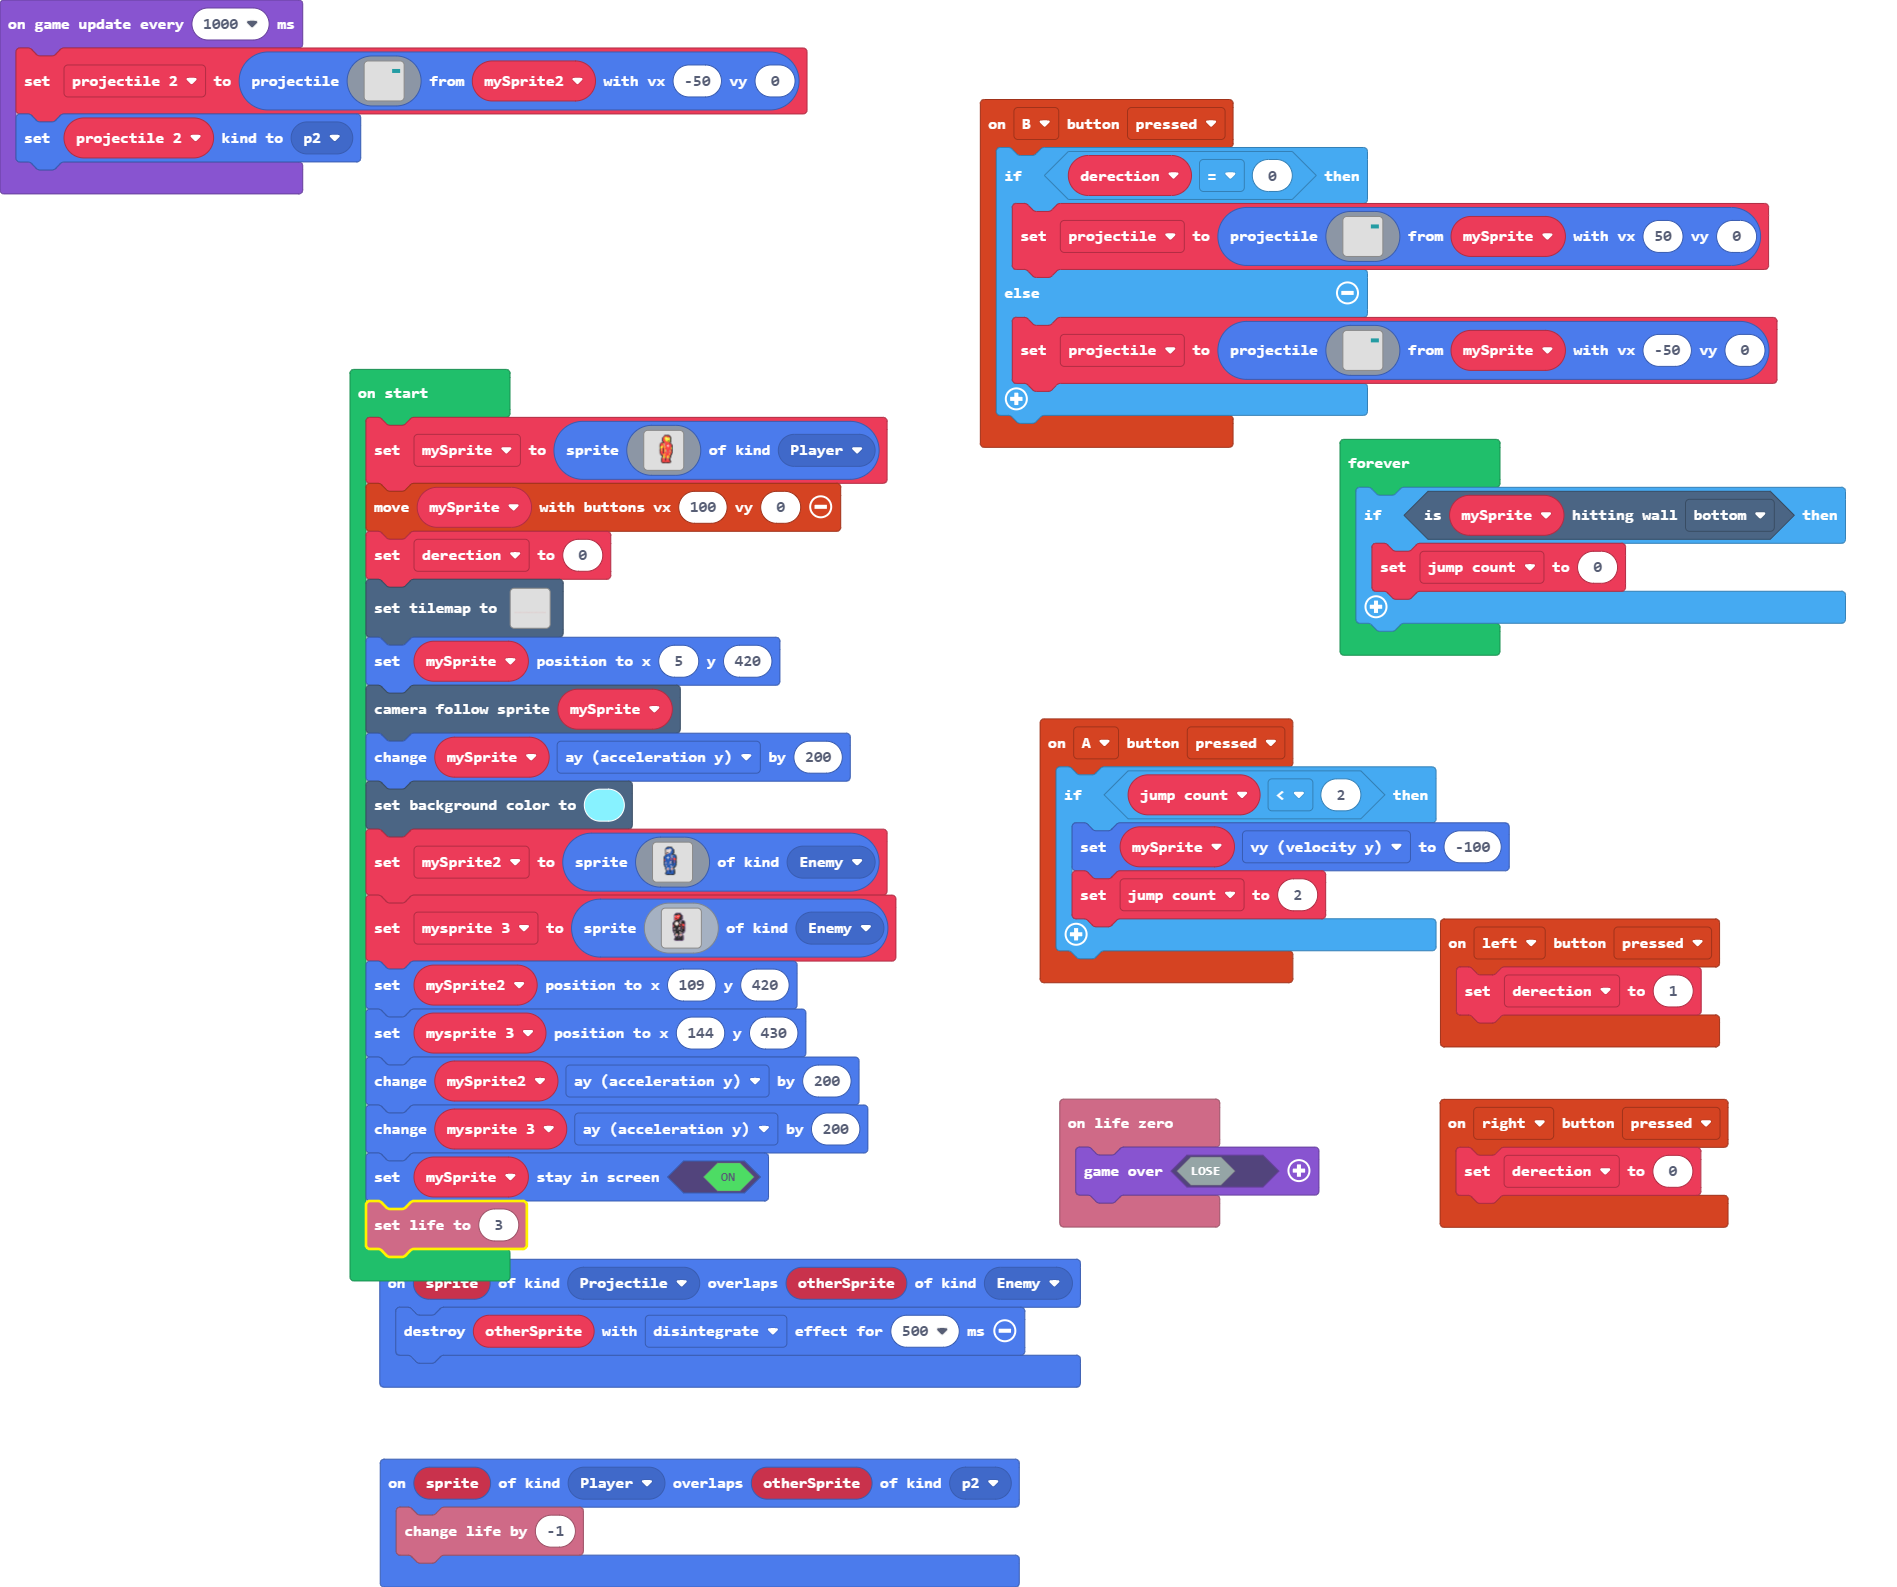 on game update every 1000 ms
set projectile 2 to projectile from mySprite2 with vx -50 vy 0
set projectile 2 kind to p2
on B button pressed
if derection = 0 then
set projectile to projectile from mySprite with vx 50 vy 0
else
set projectile to projectile from mySprite with vx -50 vy 0
on start
set mySprite to sprite of kind Player
move mySprite with buttons vx 100 vy 0
set derection to 0
set tilemap to
set mySprite position to x 5 y 420
camera follow sprite mySprite
change mySprite ay (acceleration y) by 200
set background color to
set mySprite2 to sprite of kind Enemy
set mysprite 3 to sprite of kind Enemy
set mySprite2 position to x 109 y 420
set mysprite 3 position to x 144 y 430
change mySprite2 ay (acceleration y) by 200
change mysprite 3 ay (acceleration y) by 200
set mySprite stay in screen ON
set life to 3
forever
if is mySprite hitting wall bottom then
set jump count to 0
on A button pressed
if jump count < 2 then
set mySprite vy (velocity y) to -100
set jump count to 2
on left button pressed
set derection to 1
on life zero
game over LOSE
on right button pressed
set derection to 0
on sprite of kind Projectile overlaps otherSprite of kind Enemy
destroy otherSprite with disintegrate effect for 500 ms
on sprite of kind Player overlaps otherSprite of kind p2
change life by -1